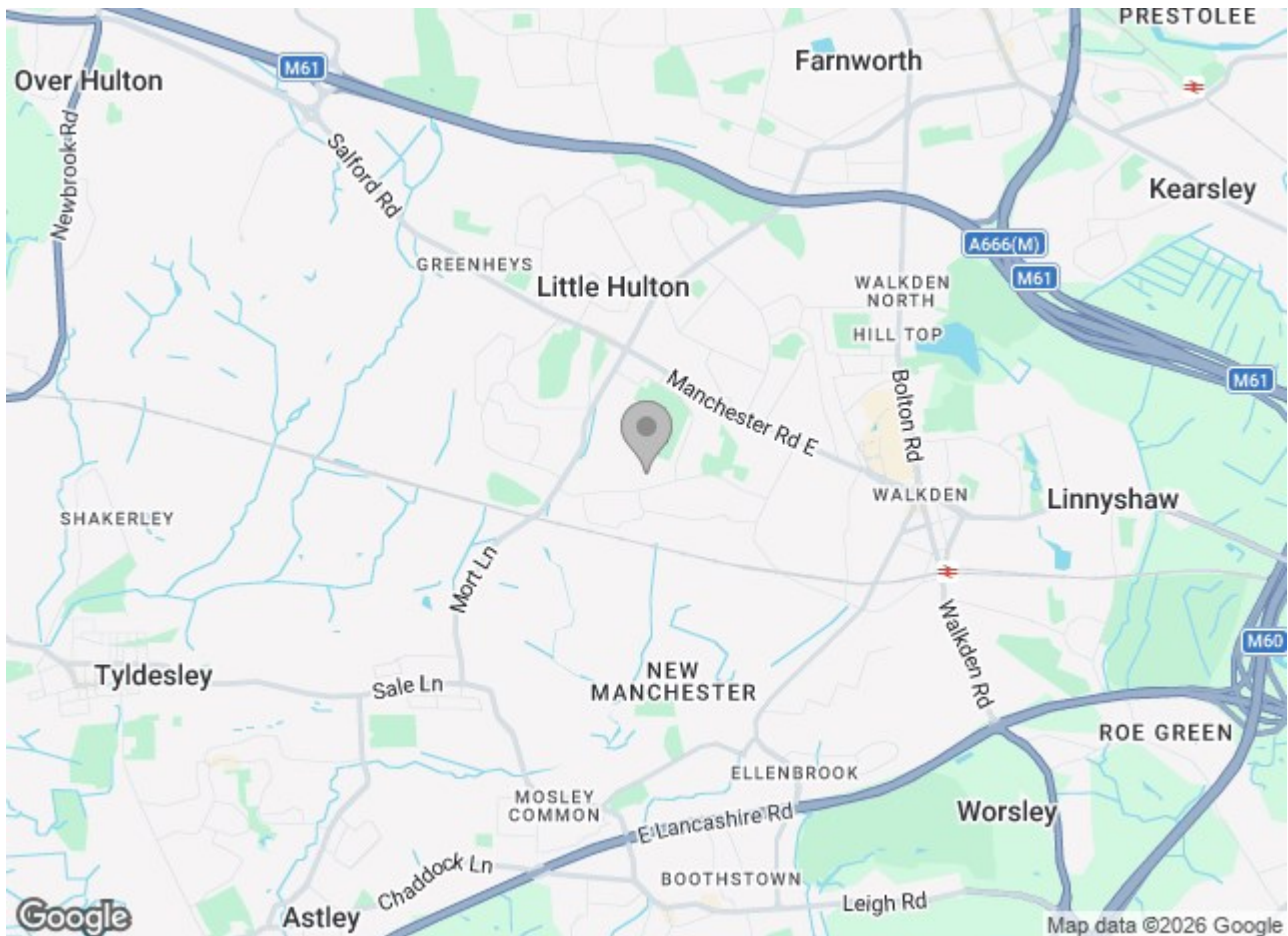 PRESTOLEE
Farnworth
M61
Over Hulton
Newbrook Rd
Salford Rd
Kearsley
A666(M)
GREENHEYS
M61
Little Hulton
WALKDEN
NORTH
HILL TOP
M61
Manchester Rd E
Bolton Rd
WALKDEN
Linnyshaw
SHAKERLEY
Mort Ln
Walkden Rd
M60
Tyldesley
Sale Ln
NEW
MANCHESTER
ROE GREEN
ELLENBROOK
MOSLEY
COMMON
Worsley
E Lancashire Rd
Chaddock Ln
BOOTHSTOWN
Leigh Rd
Astley
Google
Map data ©2026 Google